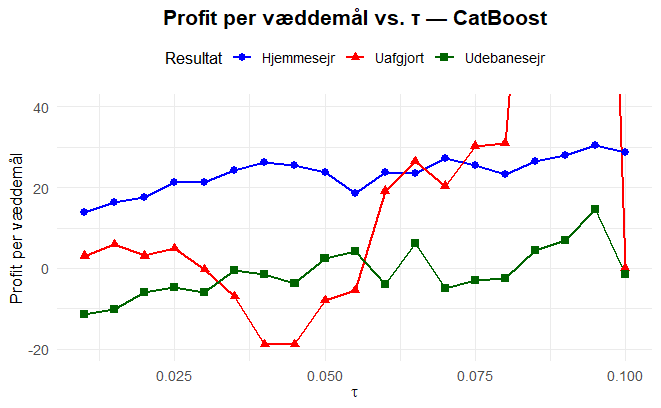 Profit per væddemål vs. τ — CatBoost
Resultat Hjemmesejr Uafgjort Udebanesejr
Profit per væddemål
40
20
0
-20
0.025 0.050 0.075 0.100
τ